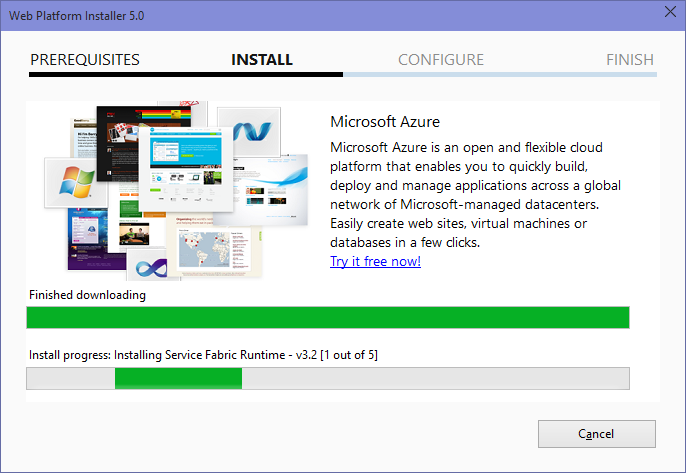 Web Platform Installer 5.0
PREREQUISITES INSTALL CONFIGURE FINISH
Microsoft Azure
Microsoft Azure is an open and flexible cloud
platform that enables you to quickly build,
deploy and manage applications across a global
network of Microsoft-managed datacenters.
Easily create web sites, virtual machines or
databases in a few clicks.
Try it free now!
Finished downloading
Install progress: Installing Service Fabric Runtime - v3.2 [1 out of 5]
Cancel